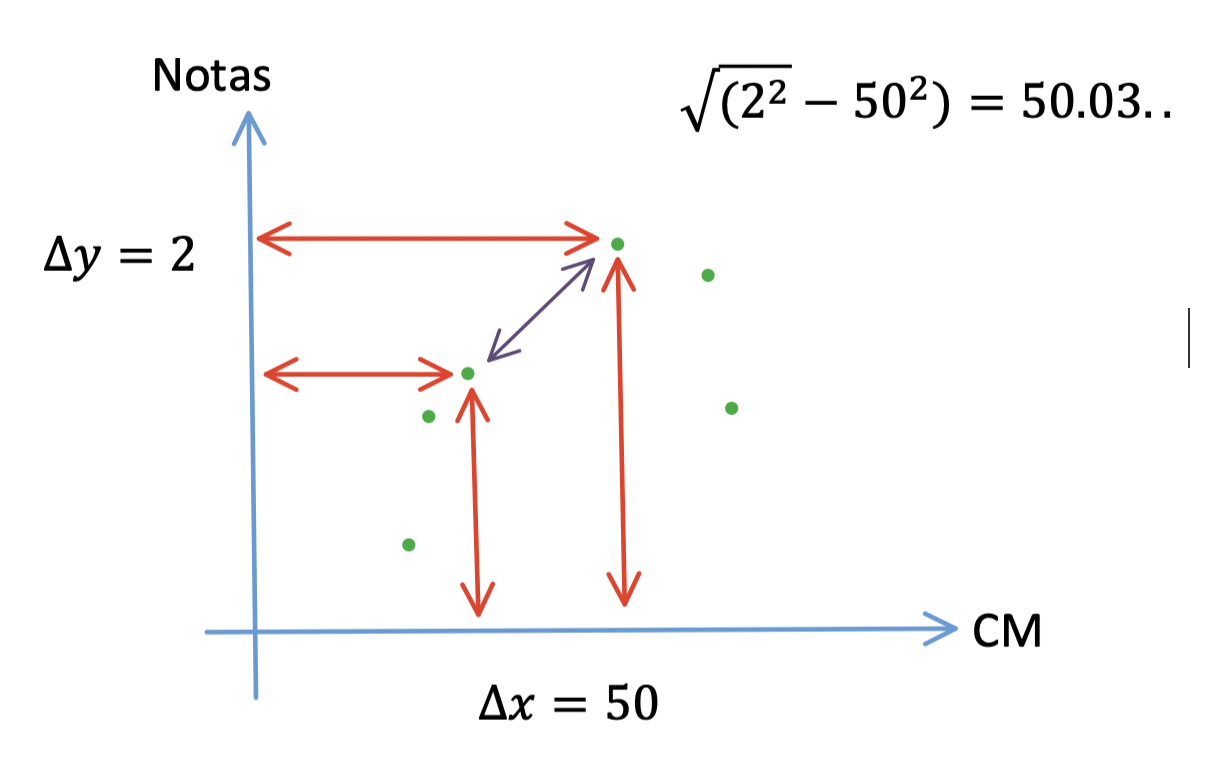 Notas
√(2² − 50²) = 50.03. .
Δy = 2
CM
Δx = 50